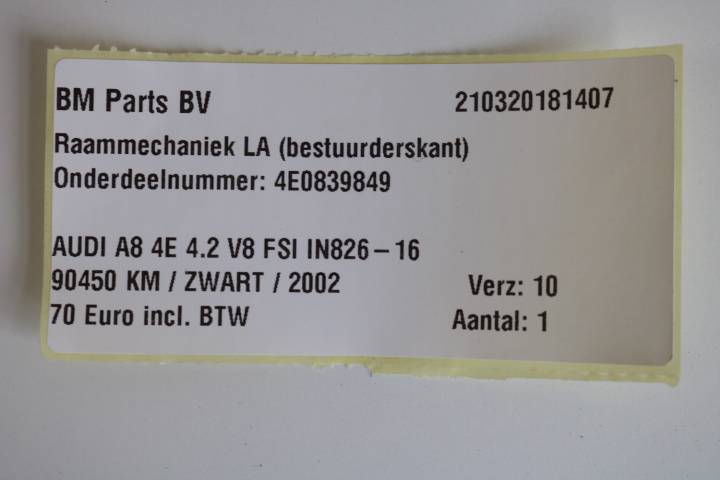 BM Parts BV 210320181407
Raammechaniek LA (bestuurderskant)
Onderdeelnummer: 4E0839849
AUDI A8 4E 4.2 V8 FSI IN826-16
90450 KM / ZWART / 2002 Verz: 10
70 Euro incl. BTW Aantal: 1